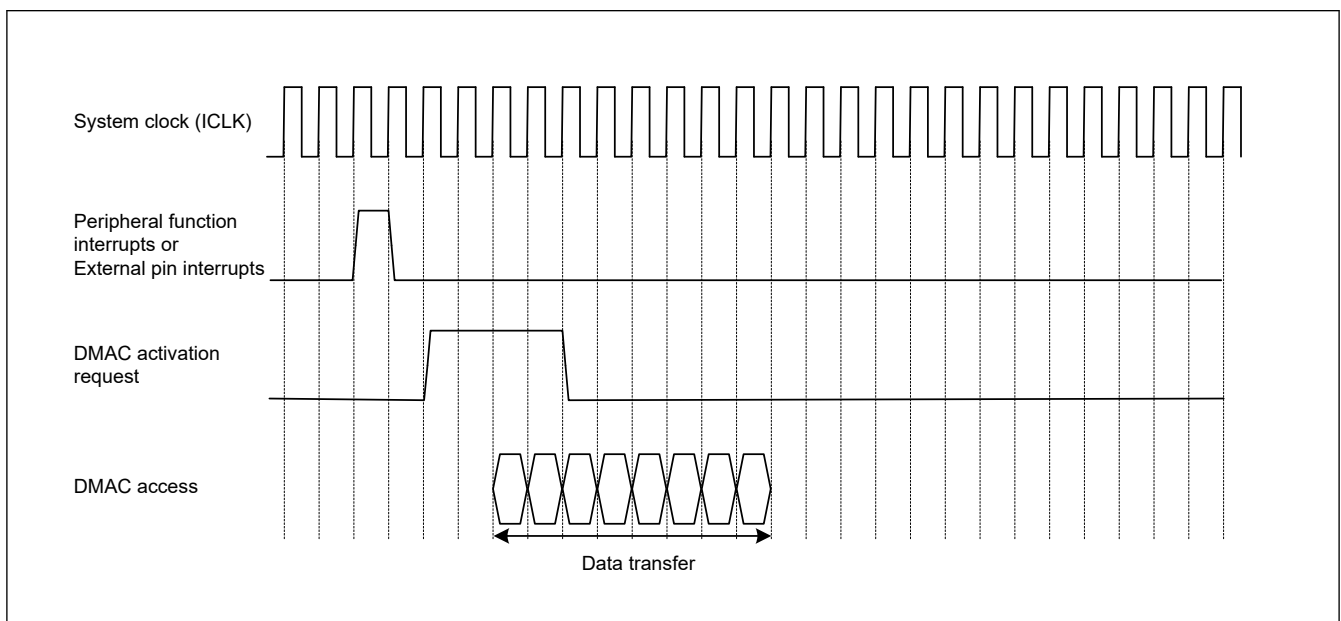 System clock (ICLK)
Peripheral function
interrupts or
External pin interrupts
DMAC activation
request
DMAC access
Data transfer